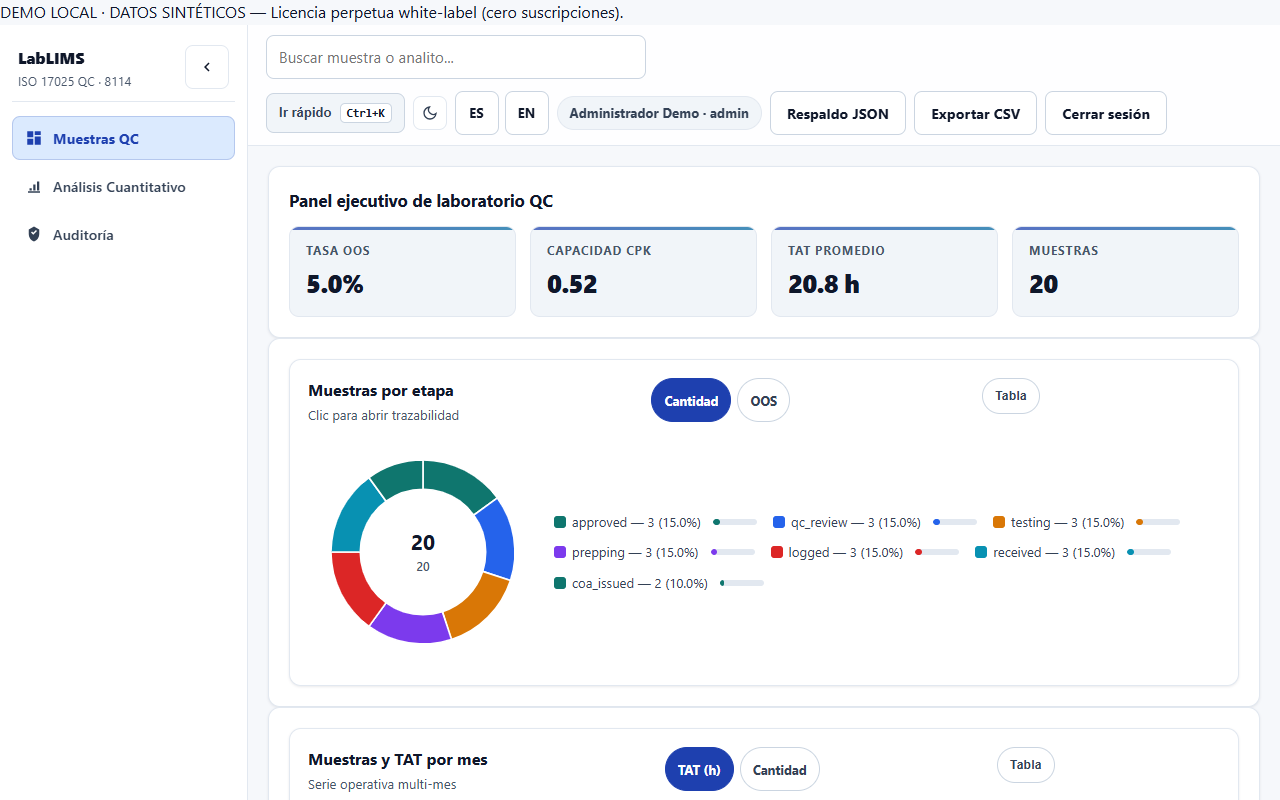 DEMO LOCAL · DATOS SINTÉTICOS — Licencia perpetua white-label (cero suscripciones).
LabLIMS
ISO 17025 QC · 8114
Muestras QC
Análisis Cuantitativo
Auditoría
Buscar muestra o analito...
Ir rápido Ctrl+K
ES
EN
Administrador Demo · admin
Respaldo JSON
Exportar CSV
Cerrar sesión
Panel ejecutivo de laboratorio QC
TASA OOS
5.0%
CAPACIDAD CPK
0.52
TAT PROMEDIO
20.8 h
MUESTRAS
20
Muestras por etapa
Clic para abrir trazabilidad
Cantidad
OOS
Tabla
20
20
approved — 3 (15.0%)
qc_review — 3 (15.0%)
testing — 3 (15.0%)
prepping — 3 (15.0%)
logged — 3 (15.0%)
received — 3 (15.0%)
coa_issued — 2 (10.0%)
Muestras y TAT por mes
Serie operativa multi-mes
TAT (h)
Cantidad
Tabla